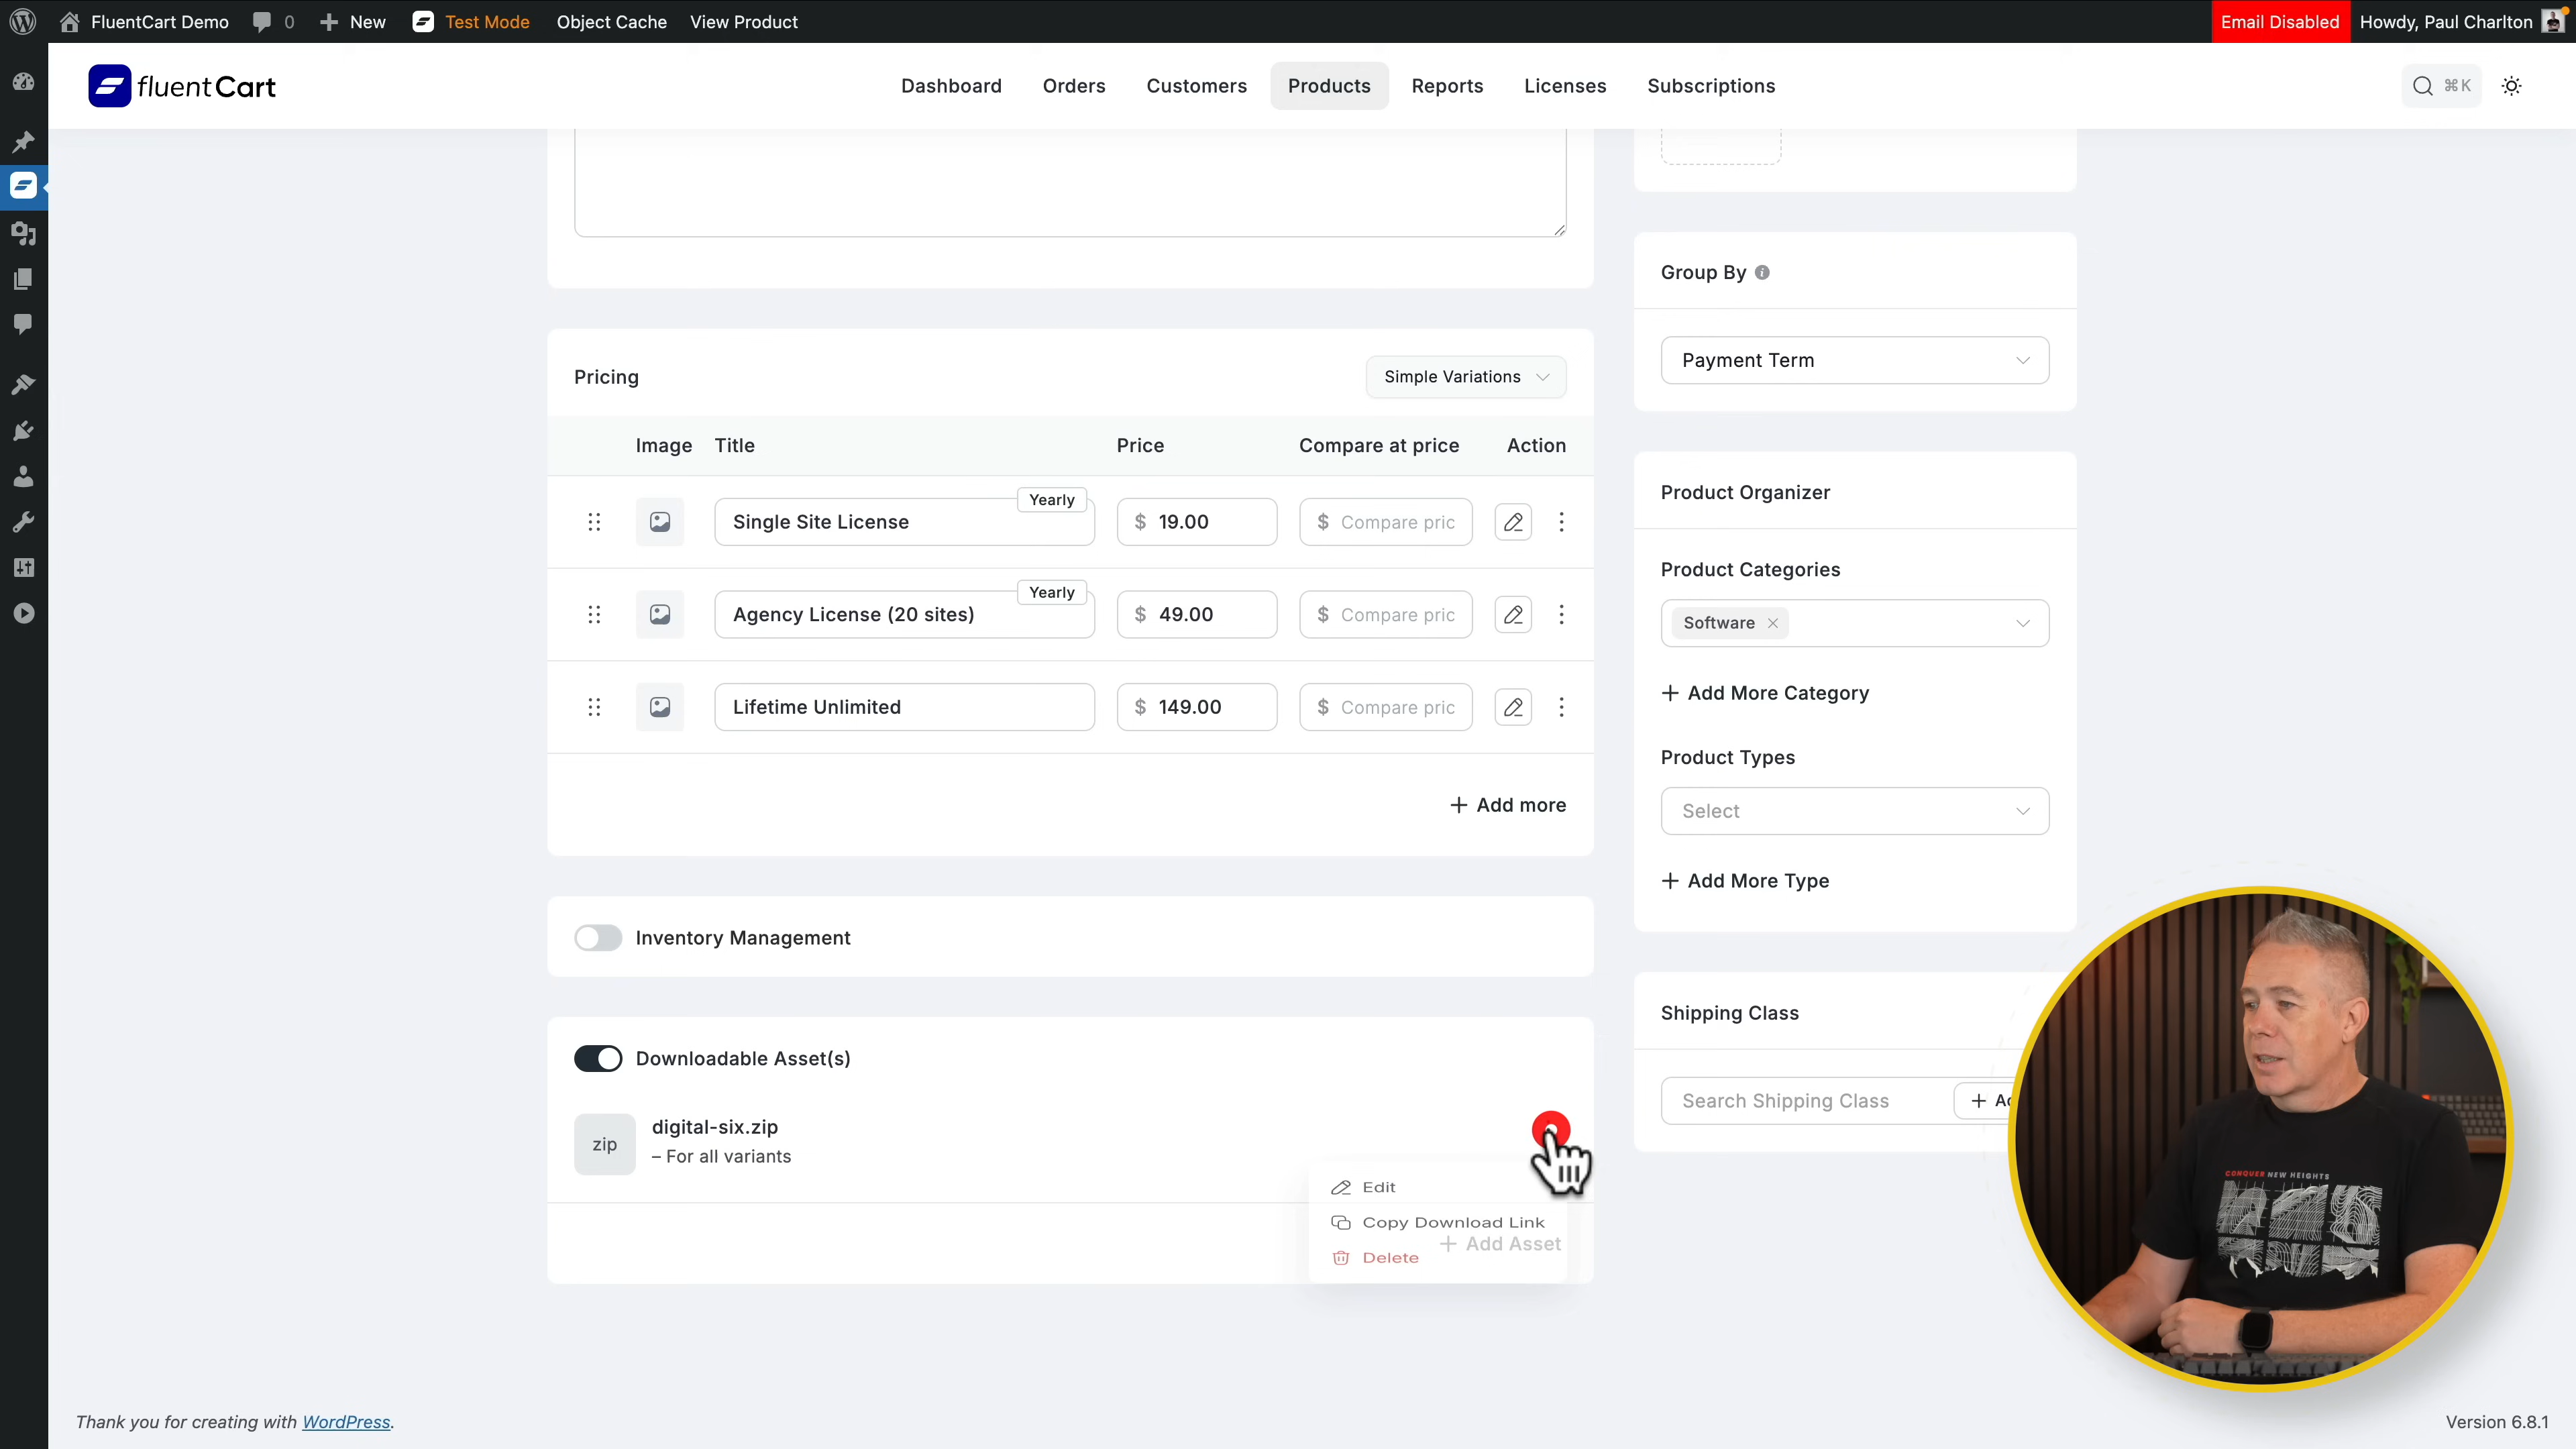 FluentCart Demo 0 New Test Mode Object Cache View Product Email Disabled Howdy, Paul Charlton
fluentCart Dashboard Orders Customers Products Reports Licenses Subscriptions ⌘K
Group By
Payment Term
Pricing Simple Variations
Image Title Price Compare at price Action
Yearly
Single Site License $ 19.00 $ Compare pric
Yearly
Agency License (20 sites) $ 49.00 $ Compare pric
Lifetime Unlimited $ 149.00 $ Compare pric
+ Add more
Product Organizer
Product Categories
Software ×
+ Add More Category
Product Types
Select
+ Add More Type
Inventory Management
Downloadable Asset(s)
zip
digital-six.zip
– For all variants
Edit
Copy Download Link
+ Add Asset
Delete
Shipping Class
Search Shipping Class
CONQUER NEW HEIGHTS
Thank you for creating with WordPress.
Version 6.8.1